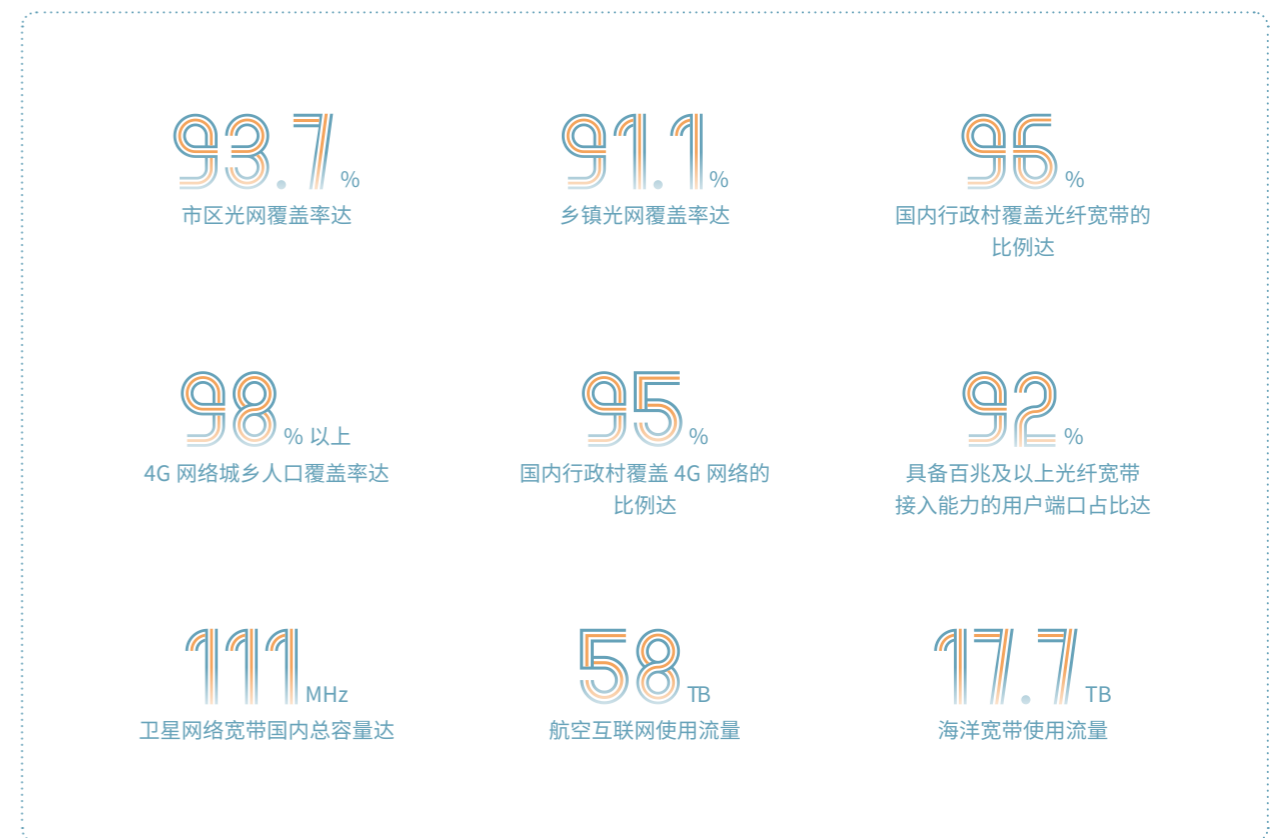 93.7%
市区光网覆盖率达
91.1%
乡镇光网覆盖率达
96%
国内行政村覆盖光纤宽带的
比例达
98% 以上
4G 网络城乡人口覆盖率达
95%
国内行政村覆盖 4G 网络的
比例达
92%
具备百兆及以上光纤宽带
接入能力的用户端口占比达
111MHz
卫星网络宽带国内总容量达
58TB
航空互联网使用流量
17.7TB
海洋宽带使用流量